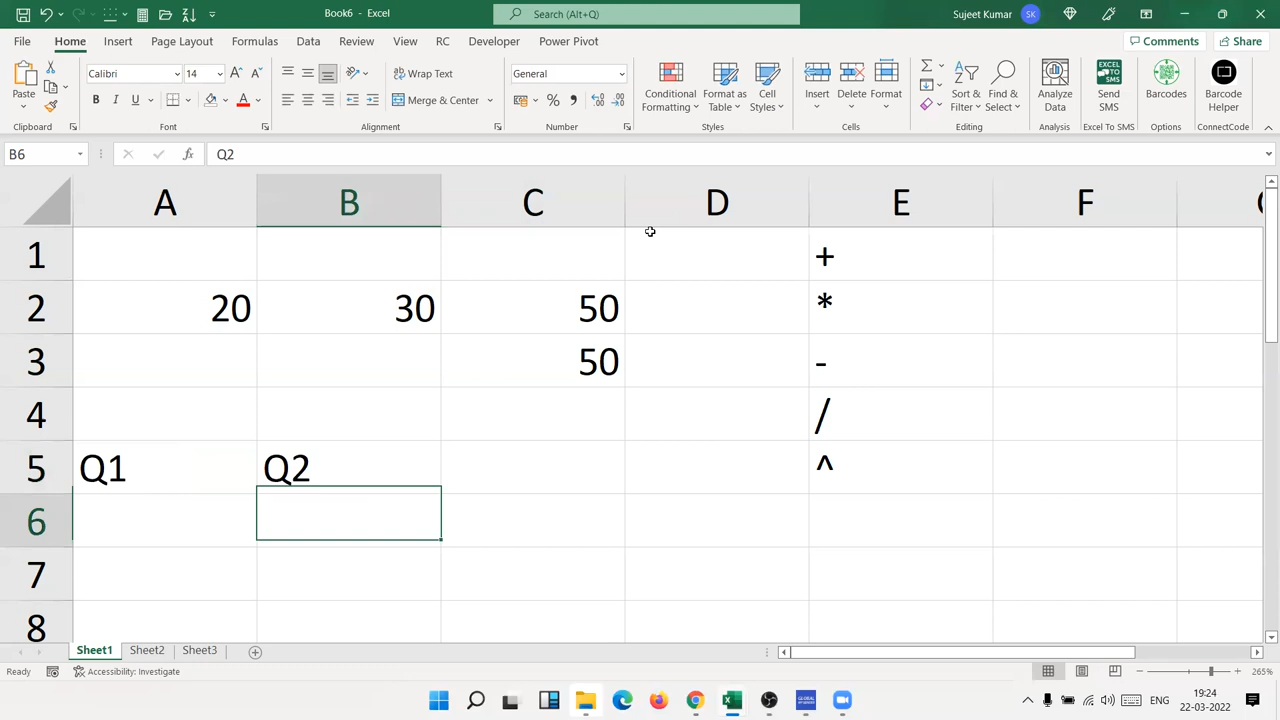 Book6 - Excel
Search (Alt+Q)
Sujeet Kumar SK
File Home Insert Page Layout Formulas Data Review View RC Developer Power Pivot Comments Share
Paste
Calibri 14
B I U A
Wrap Text
Merge & Center
General
Conditional Formatting
Format as Table
Cell Styles
Insert Delete Format
Sort & Filter
Find & Select
Analyze Data
Send SMS
Barcodes
Barcode Helper
Clipboard Font Alignment Number Styles Cells Editing Analysis Excel To SMS Options ConnectCode
B6 fx Q2
A B C D E F
1 +
2 20 30 50 *
3 50 -
4 /
5 Q1 Q2 ^
6
7
8
Sheet1 Sheet2 Sheet3
Ready Accessibility: Investigate 265%
ENG 19:24
22-03-2022